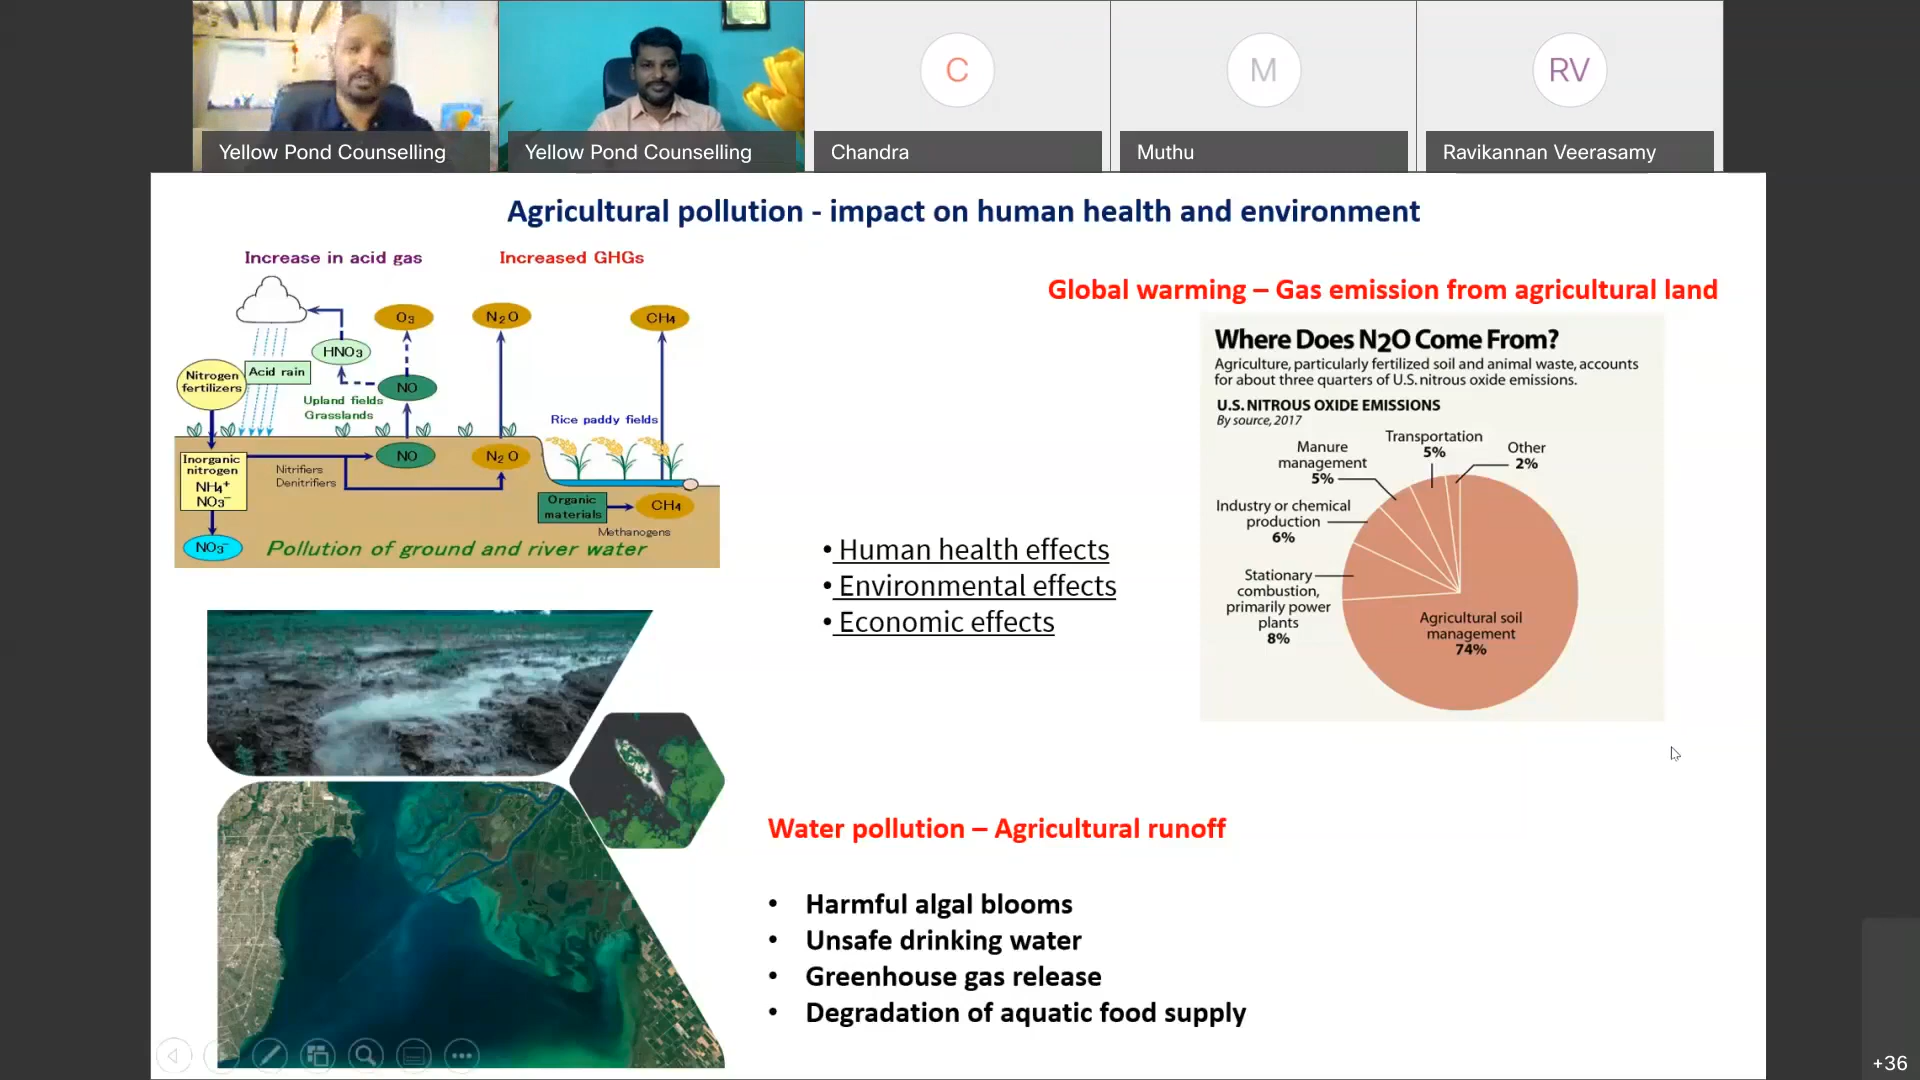 Yellow Pond Counselling
Yellow Pond Counselling
C
Chandra
M
Muthu
RV
Ravikannan Veerasamy
Agricultural pollution - impact on human health and environment
Increase in acid gas
Increased GHGs
O3
N2O
CH4
HNO3
Nitrogen
fertilizers
Acid rain
NO
Upland fields
Grasslands
Rice paddy fields
Inorganic
nitrogen
NH4+
NO3-
Nitrifiers
Denitrifiers
NO
N2O
Organic
materials
CH4
Methanogens
NO3-
Pollution of ground and river water
Global warming – Gas emission from agricultural land
Where Does N2O Come From?
Agriculture, particularly fertilized soil and animal waste, accounts
for about three quarters of U.S. nitrous oxide emissions.
U.S. NITROUS OXIDE EMISSIONS
By source, 2017
Transportation
5%
Other
2%
Manure
management
5%
Industry or chemical
production
6%
Stationary
combustion,
primarily power
plants
8%
Agricultural soil
management
74%
• Human health effects
• Environmental effects
• Economic effects
Water pollution – Agricultural runoff
• Harmful algal blooms
• Unsafe drinking water
• Greenhouse gas release
• Degradation of aquatic food supply
+36